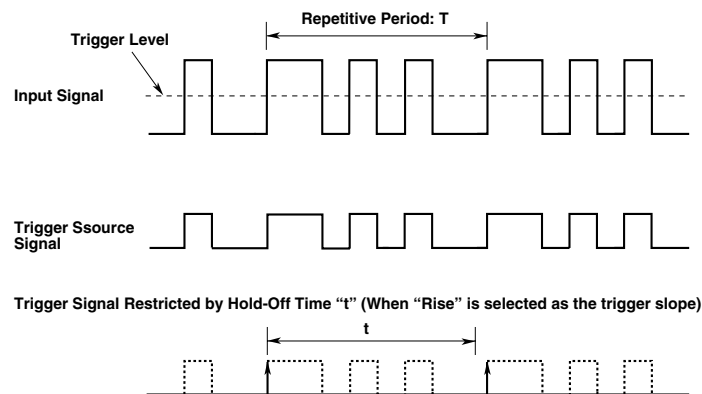 Repetitive Period: T
Trigger Level
Input Signal
Trigger Ssource
Signal
Trigger Signal Restricted by Hold-Off Time “t” (When “Rise” is selected as the trigger slope)
t